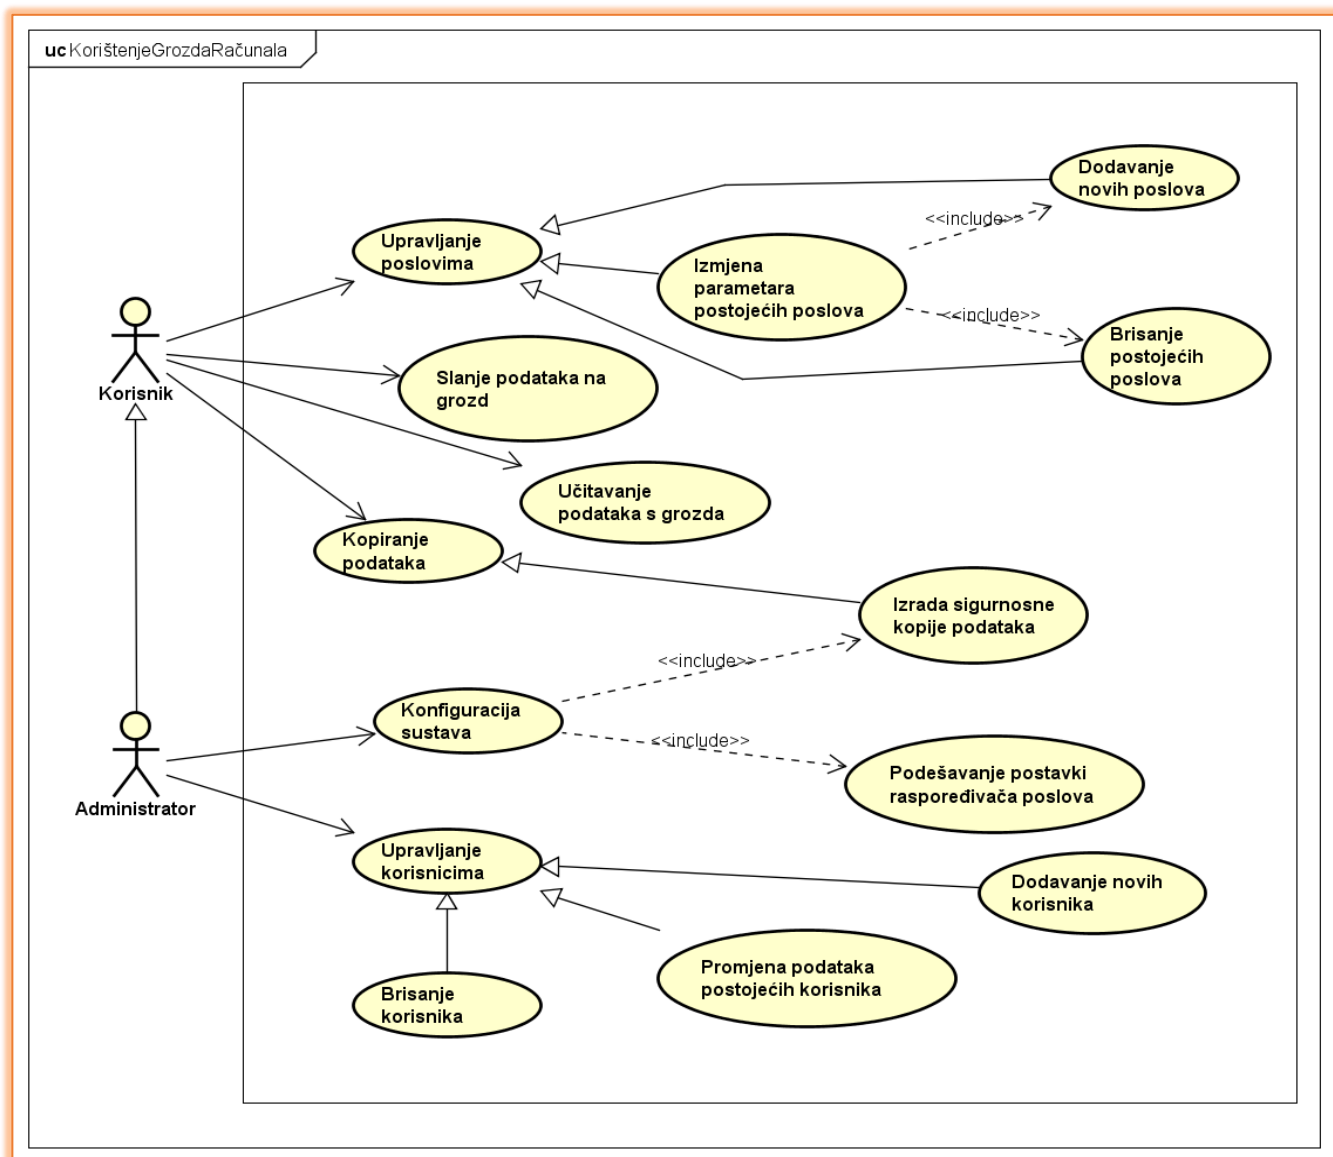 uc KorištenjeGrozdaRačunala
Dodavanje
novih poslova
<<include>>
Upravljanje
poslovima
Izmjena
parametara
postojećih poslova
<<include>>
Brisanje
postojećih
poslova
Korisnik
Slanje podataka na
grozd
Učitavanje
podataka s grozda
Kopiranje
podataka
Izrada sigurnosne
kopije podataka
<<include>>
Konfiguracija
sustava
<<include>>
Podešavanje postavki
raspoređivača poslova
Administrator
Upravljanje
korisnicima
Dodavanje novih
korisnika
Promjena podataka
postojećih korisnika
Brisanje
korisnika